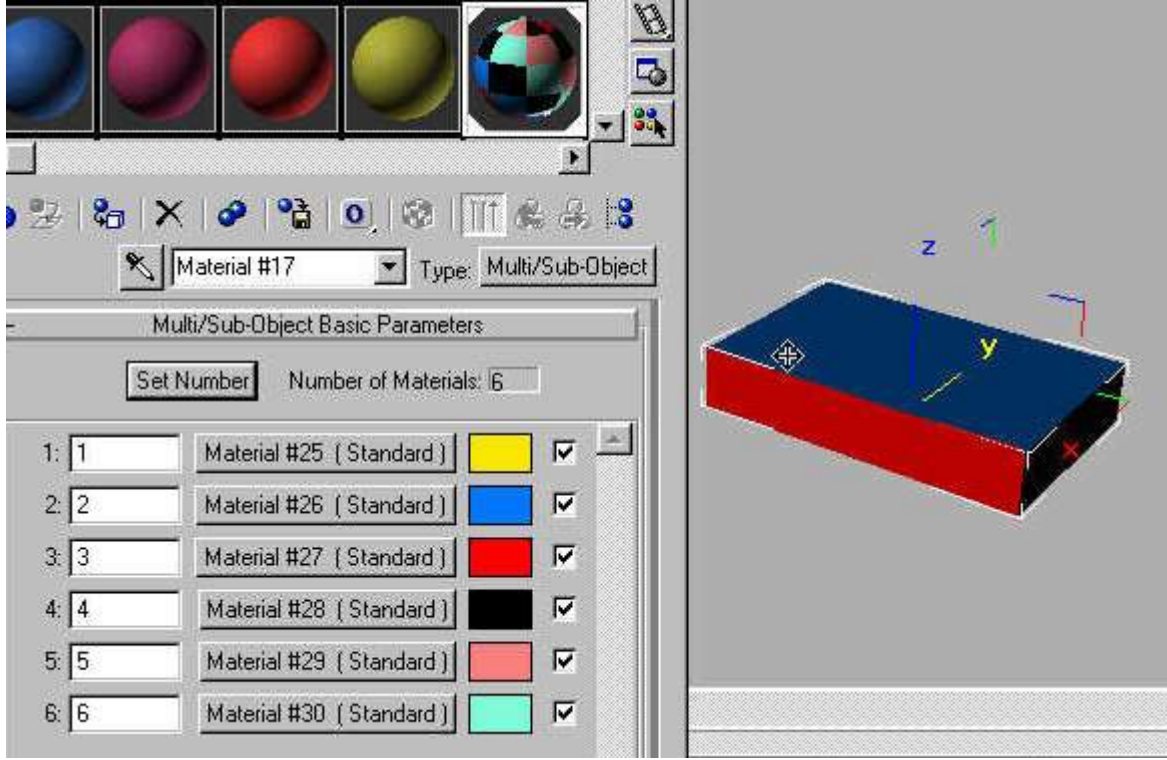 Material #17 Type: Multi/Sub-Object
Multi/Sub-Object Basic Parameters
Set Number Number of Materials: 6
1: 1 Material #25 ( Standard )
2: 2 Material #26 ( Standard )
3: 3 Material #27 ( Standard )
4: 4 Material #28 ( Standard )
5: 5 Material #29 ( Standard )
6: 6 Material #30 ( Standard )
z
y
x